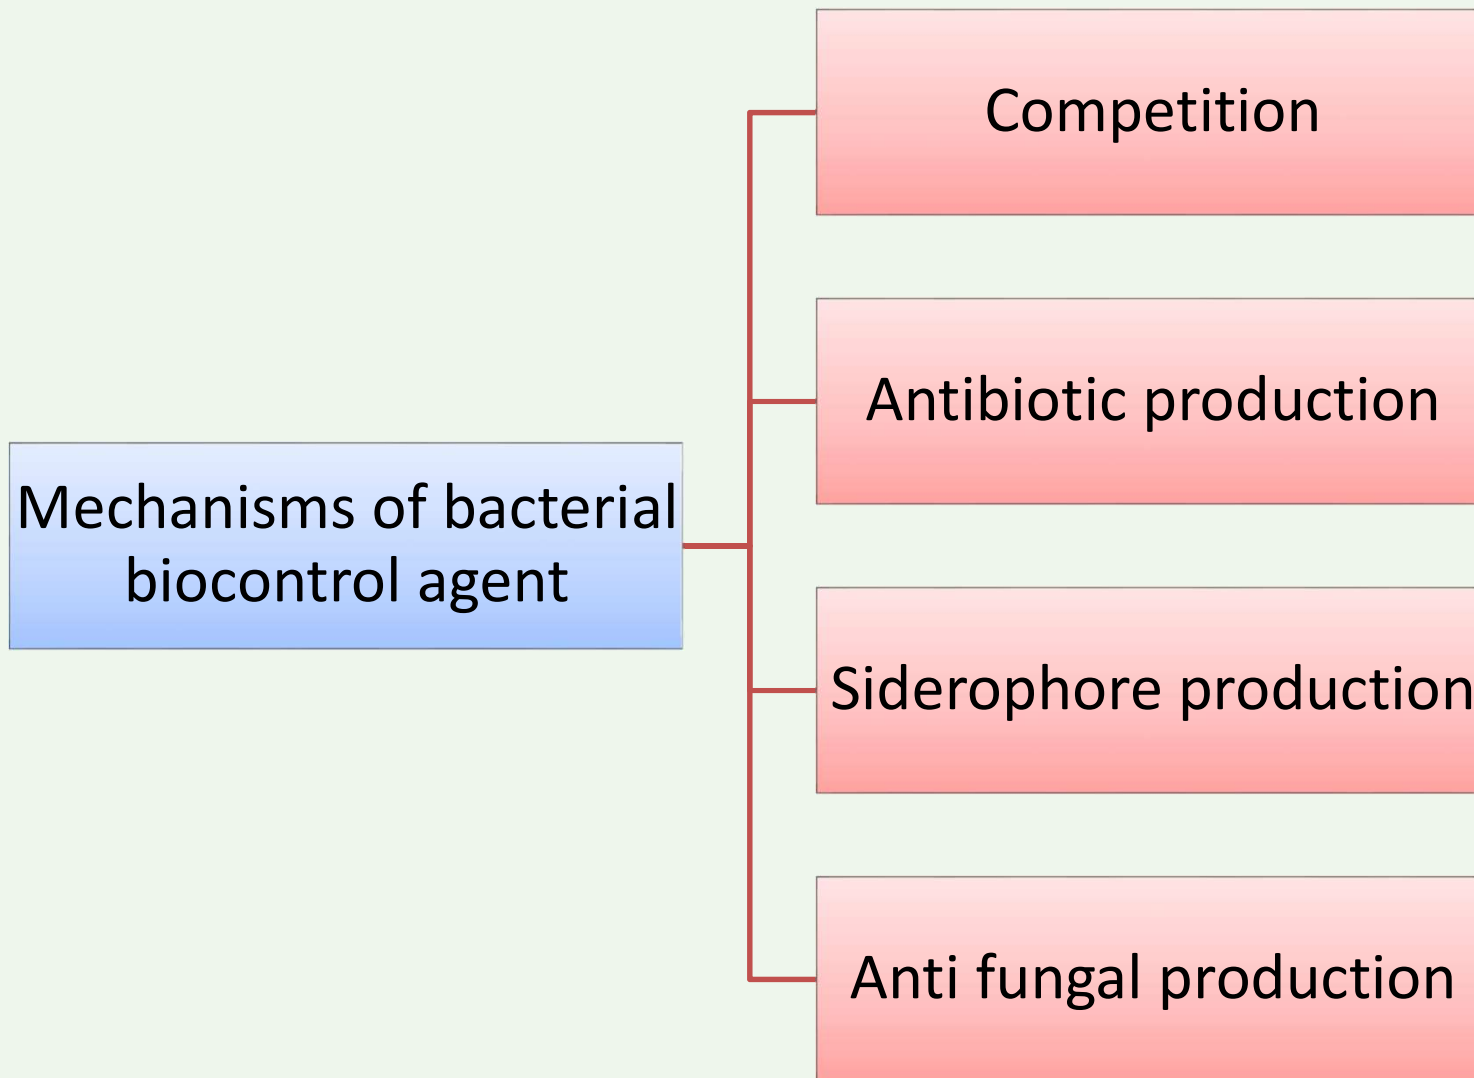 Mechanisms of bacterial
biocontrol agent
Competition
Antibiotic production
Siderophore production
Anti fungal production